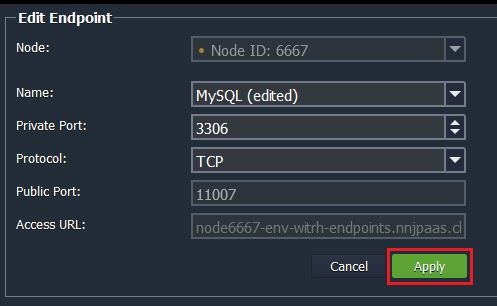 Edit Endpoint
Node: Node ID: 6667
Name: MySQL (edited)
Private Port: 3306
Protocol: TCP
Public Port: 11007
Access URL: node6667-env-witrh-endpoints.nnjpaas.cl
Cancel Apply